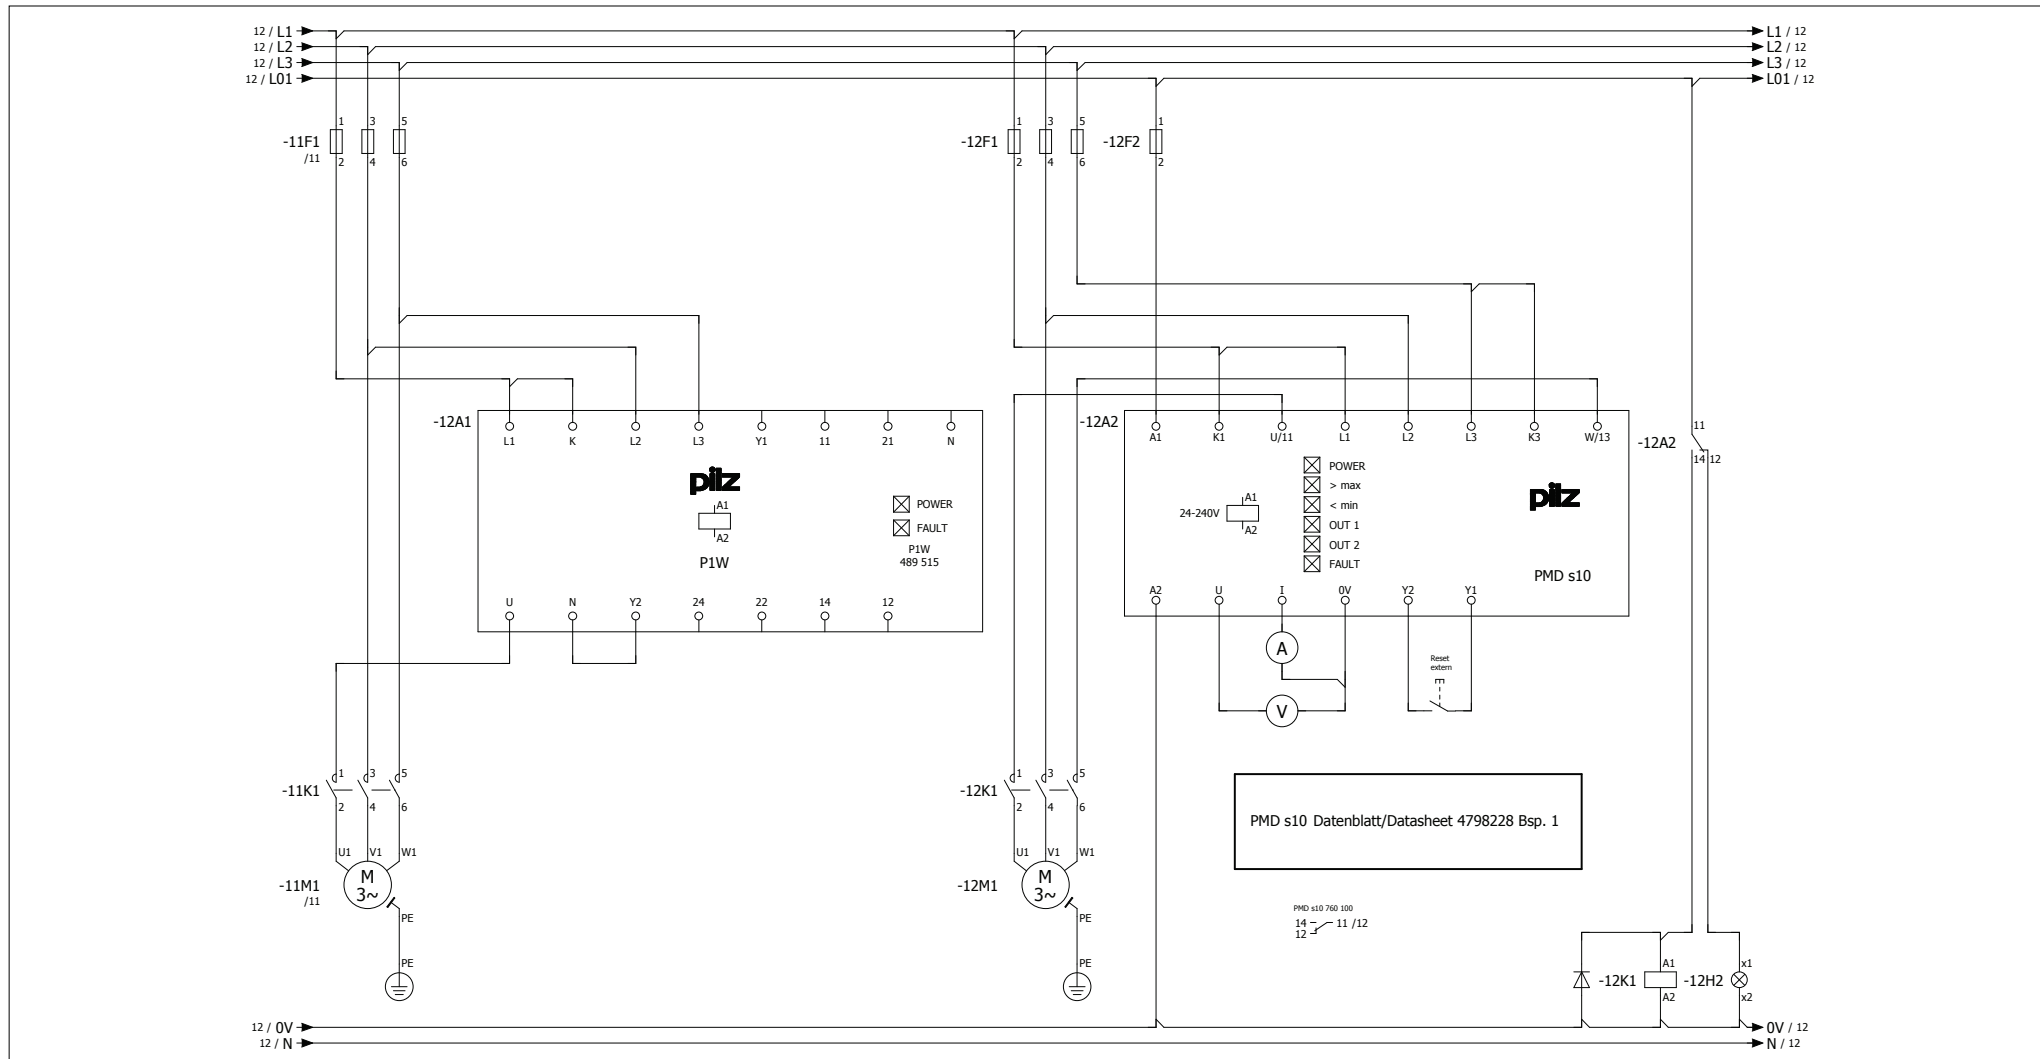 12 / L1
L1 / 12
12 / L2
L2 / 12
12 / L3
L3 / 12
12 / L01
L01 / 12
1 3 5
-11F1
/11
2 4 6
1 3 5
-12F1
2 4 6
1
-12F2
2
-12A1
L1 K L2 L3 Y1 11 21 N
pilz
A1
A2
P1W
POWER
FAULT
P1W
489 515
U N Y2 24 22 14 12
-12A2
A1 K1 U/11 L1 L2 L3 K3 W/13
24-240V
A1
A2
POWER
> max
< min
OUT 1
OUT 2
FAULT
pilz
PMD s10
A2 U I 0V Y2 Y1
A
V
Reset
extern
-12A2
11
14 12
-11K1
1 3 5
2 4 6
U1 V1 W1
-11M1
/11
M
3~
PE
PE
-12K1
1 3 5
2 4 6
U1 V1 W1
-12M1
M
3~
PE
PE
PMD s10 Datenblatt/Datasheet 4798228 Bsp. 1
PMD s10 760 100
14 11 /12
12
-12K1
A1
A2
-12H2
x1
x2
12 / 0V
0V / 12
12 / N
N / 12